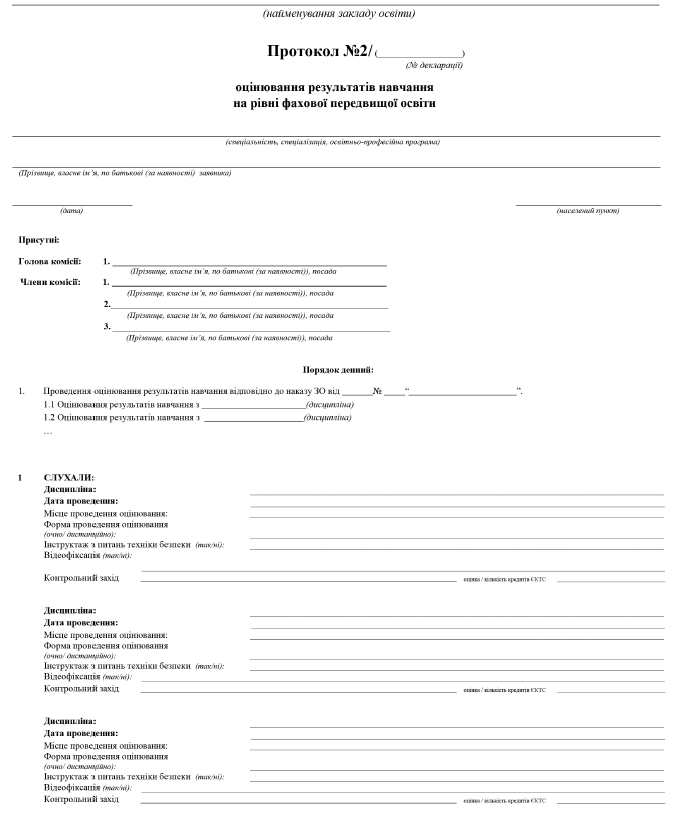 (найменування закладу освіти)
Протокол №2/ (________________)
(№ декларації)
оцінювання результатів навчання
на рівні фахової передвищої освіти
(спеціальність, спеціалізація, освітньо-професійна програма)
(Прізвище, власне ім’я, по батькові (за наявності) заявника)
(дата) (населений пункт)
Присутні:
Голова комісії: 1.
(Прізвище, власне ім’я, по батькові (за наявності)), посада
Члени комісії: 1.
(Прізвище, власне ім’я, по батькові (за наявності)), посада
2.
(Прізвище, власне ім’я, по батькові (за наявності)), посада
3.
(Прізвище, власне ім’я, по батькові (за наявності)), посада
Порядок денний:
1. Проведення оцінювання результатів навчання відповідно до наказу ЗО від ______№ ____“______________________”.
1.1 Оцінювання результатів навчання з ______________________(дисципліна)
1.2 Оцінювання результатів навчання з ______________________(дисципліна)
…
1 СЛУХАЛИ:
Дисципліна:
Дата проведення:
Місце проведення оцінювання:
Форма проведення оцінювання
(очно/ дистанційно):
Інструктаж з питань техніки безпеки (так/ні):
Відеофіксація (так/ні):
Контрольний захід оцінка / кількість кредитів ЄКТС
Дисципліна:
Дата проведення:
Місце проведення оцінювання:
Форма проведення оцінювання
(очно/ дистанційно):
Інструктаж з питань техніки безпеки (так/ні):
Відеофіксація (так/ні):
Контрольний захід оцінка / кількість кредитів ЄКТС
Дисципліна:
Дата проведення:
Місце проведення оцінювання:
Форма проведення оцінювання
(очно/ дистанційно):
Інструктаж з питань техніки безпеки (так/ні):
Відеофіксація (так/ні):
Контрольний захід оцінка / кількість кредитів ЄКТС